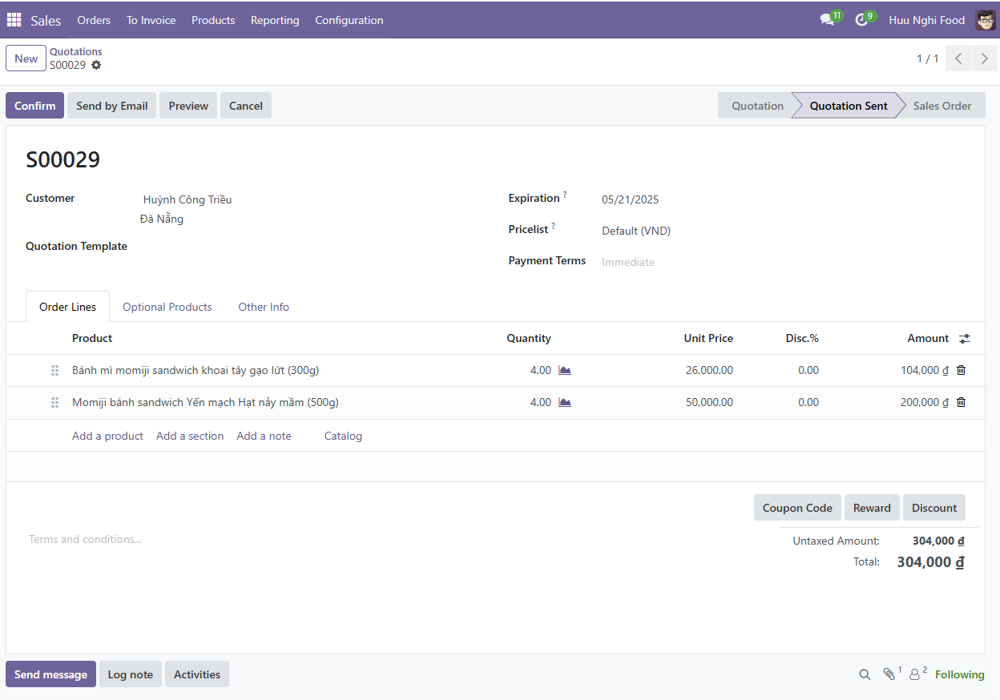 Sales Orders To Invoice Products Reporting Configuration 11 9 Huu Nghi Food
New Quotations 1 / 1
S00029
Confirm Send by Email Preview Cancel Quotation Quotation Sent Sales Order
S00029
Customer Huỳnh Công Triều Expiration ? 05/21/2025
Đà Nẵng
Pricelist ? Default (VND)
Quotation Template
Payment Terms Immediate
Order Lines Optional Products Other Info
Product Quantity Unit Price Disc.% Amount
Bánh mì momiji sandwich khoai tây gạo lứt (300g) 4.00 26,000.00 0.00 104,000 ₫
Momiji bánh sandwich Yến mạch Hạt nảy mầm (500g) 4.00 50,000.00 0.00 200,000 ₫
Add a product Add a section Add a note Catalog
Coupon Code Reward Discount
Terms and conditions... Untaxed Amount: 304,000 ₫
Total: 304,000 ₫
Send message Log note Activities 1 2 Following